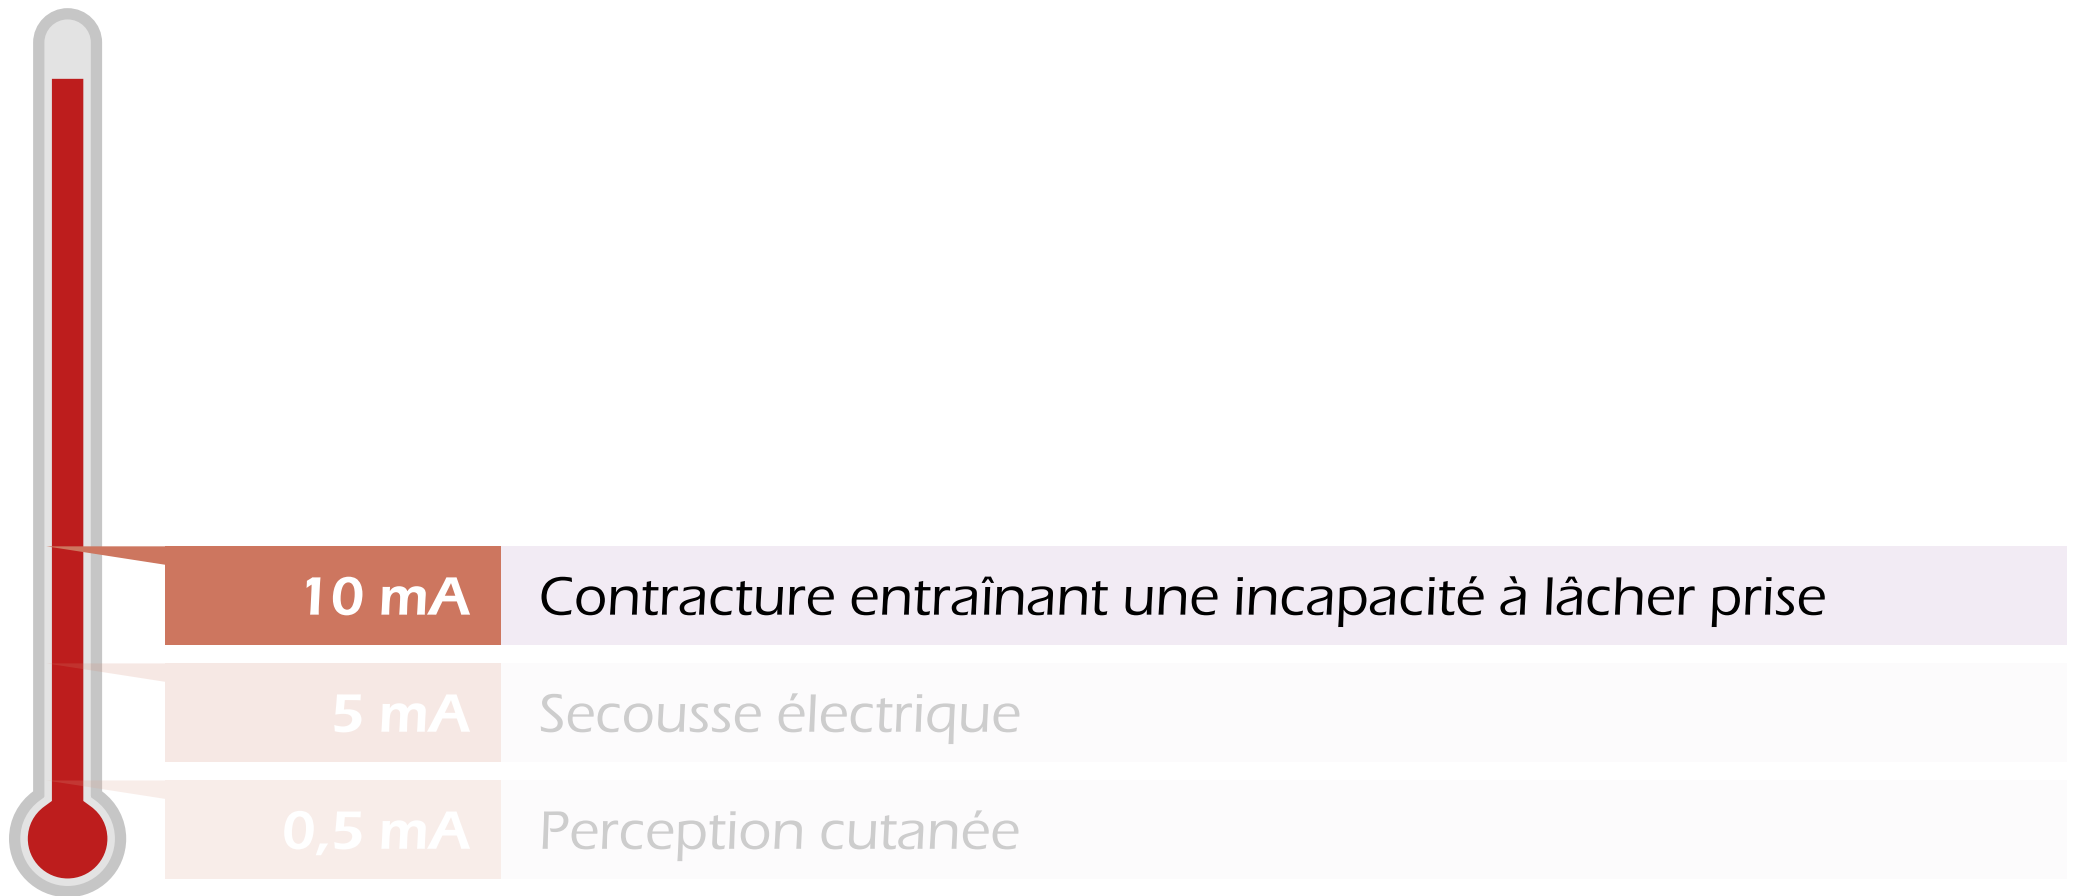 10 mA Contracture entraînant une incapacité à lâcher prise
5 mA Secousse électrique
0,5 mA Perception cutanée